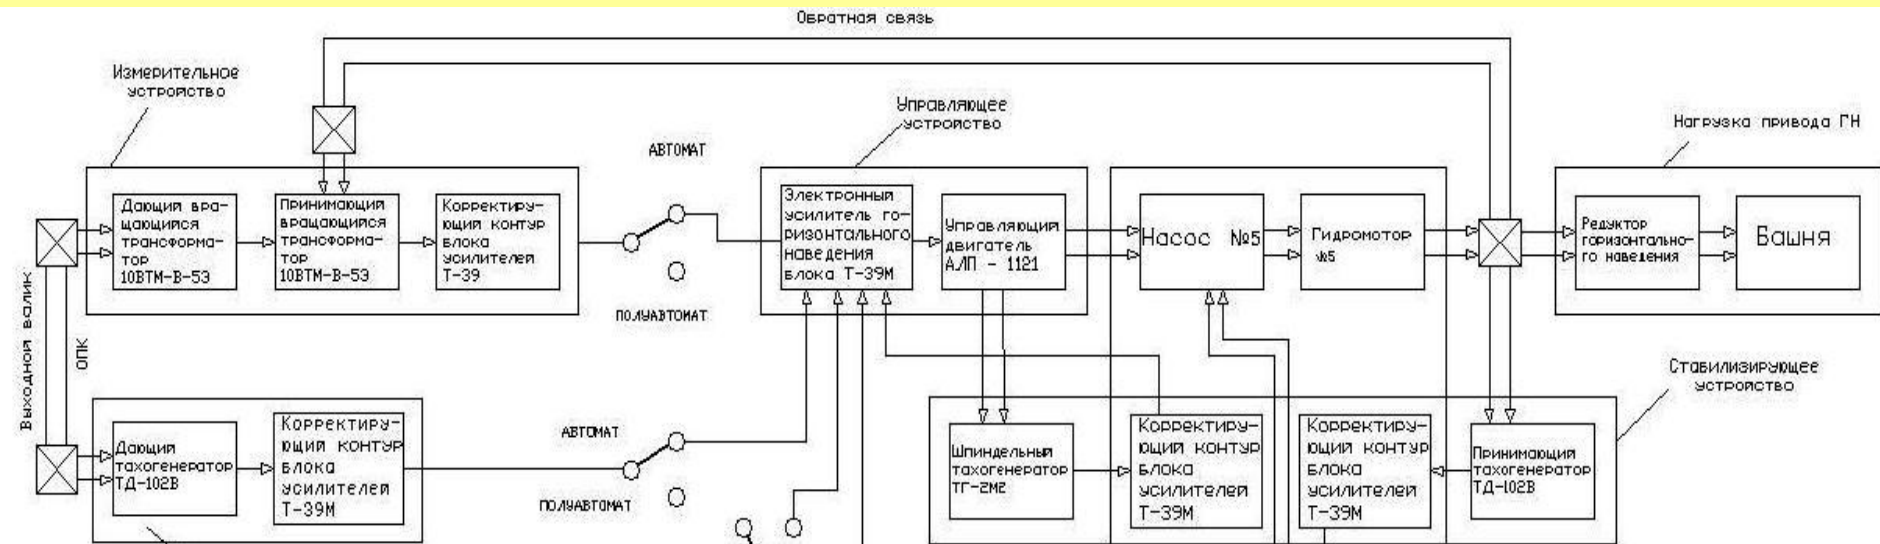 Обратная связь
Измерительное
устройство
Управляющее
устройство
Нагрузка привода ГН
АВТОМАТ
Дающий вра-
щающийся
трансформа-
тор
10ВТМ-В-53
Принимающий
вращающийся
трансформа-
тор
10ВТМ-В-53
Корректиру-
ющий контур
блока
усилителей
Т-39
Электронный
усилитель го-
ризонтального
наведения
блока Т-39М
Управляющий
двигатель
АЛП - 1121
Насос №5
Гидромотор
№5
Редуктор
горизонтально-
го наведения
Башня
ПОЛУАВТОМАТ
Выходной валик
ОПК
Стабилизирующее
устройство
Дающий
тахогенератор
ТД-102В
Корректиру-
ющий контур
блока
усилителей
Т-39М
АВТОМАТ
ПОЛУАВТОМАТ
Шпиндельный
тахогенератор
ТГ-2М2
Корректиру-
ющий контур
блока
усилителей
Т-39М
Корректиру-
ющий контур
блока
усилителей
Т-39М
Принимающий
тахогенератор
ТД-102В